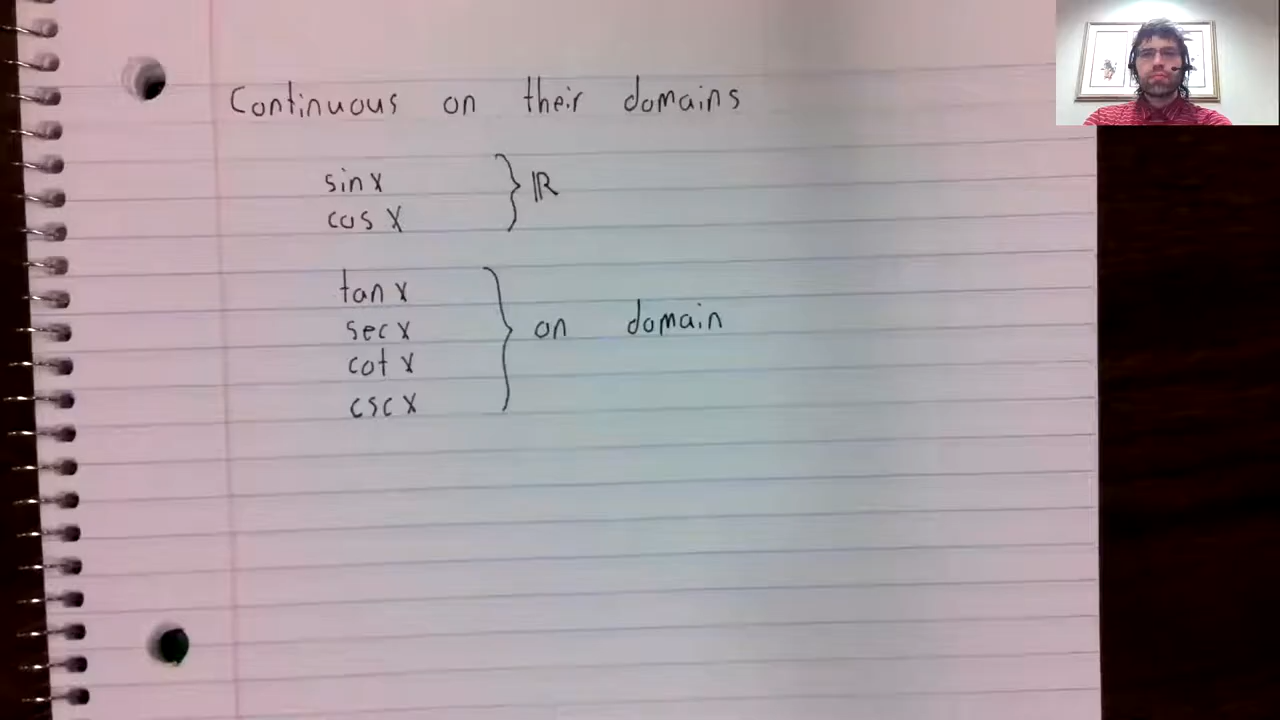 Continuous on their domains
sin x
cos x
} ℝ
tan x
sec x
cot x
csc x
} on domain